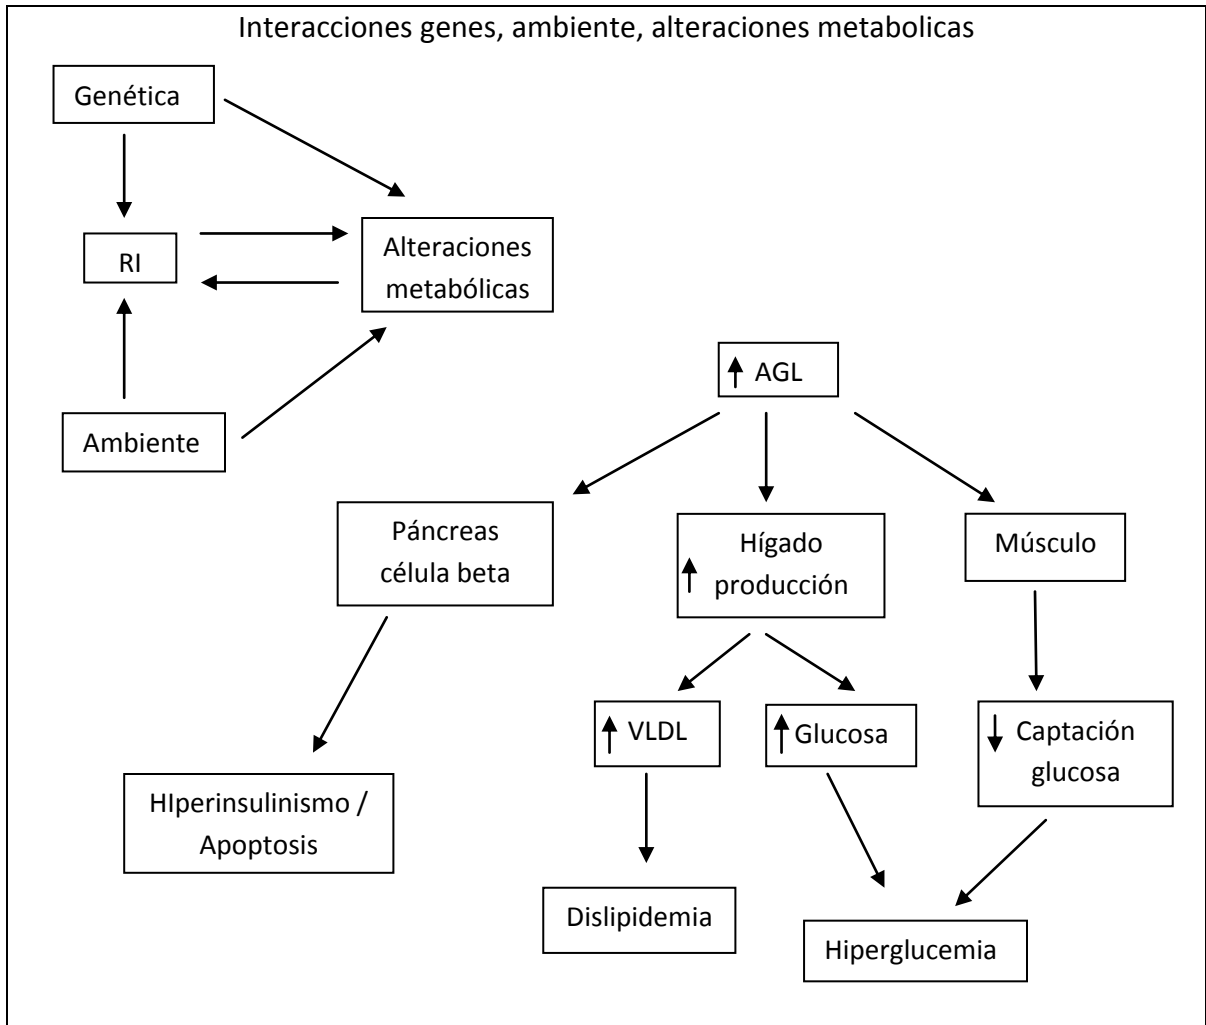 Interacciones genes, ambiente, alteraciones metabolicas
Genética
RI
Alteraciones
metabólicas
Ambiente
AGL
Páncreas
célula beta
Hígado
producción
Músculo
VLDL
Glucosa
Captación
glucosa
HIperinsulinismo /
Apoptosis
Dislipidemia
Hiperglucemia